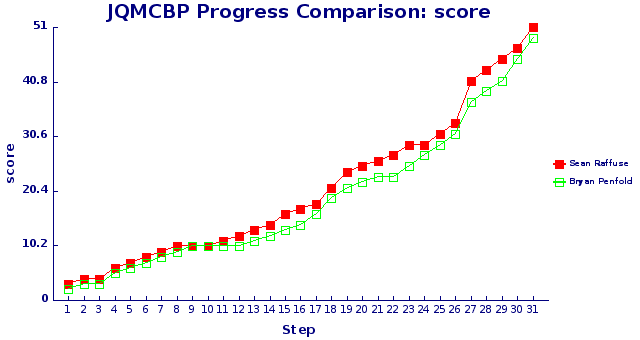 JQMCBP Progress Comparison: score
51
40.8
30.6
20.4
10.2
0
score
1 2 3 4 5 6 7 8 9 10 11 12 13 14 15 16 17 18 19 20 21 22 23 24 25 26 27 28 29 30 31
Step
Sean Raffuse
Bryan Penfold